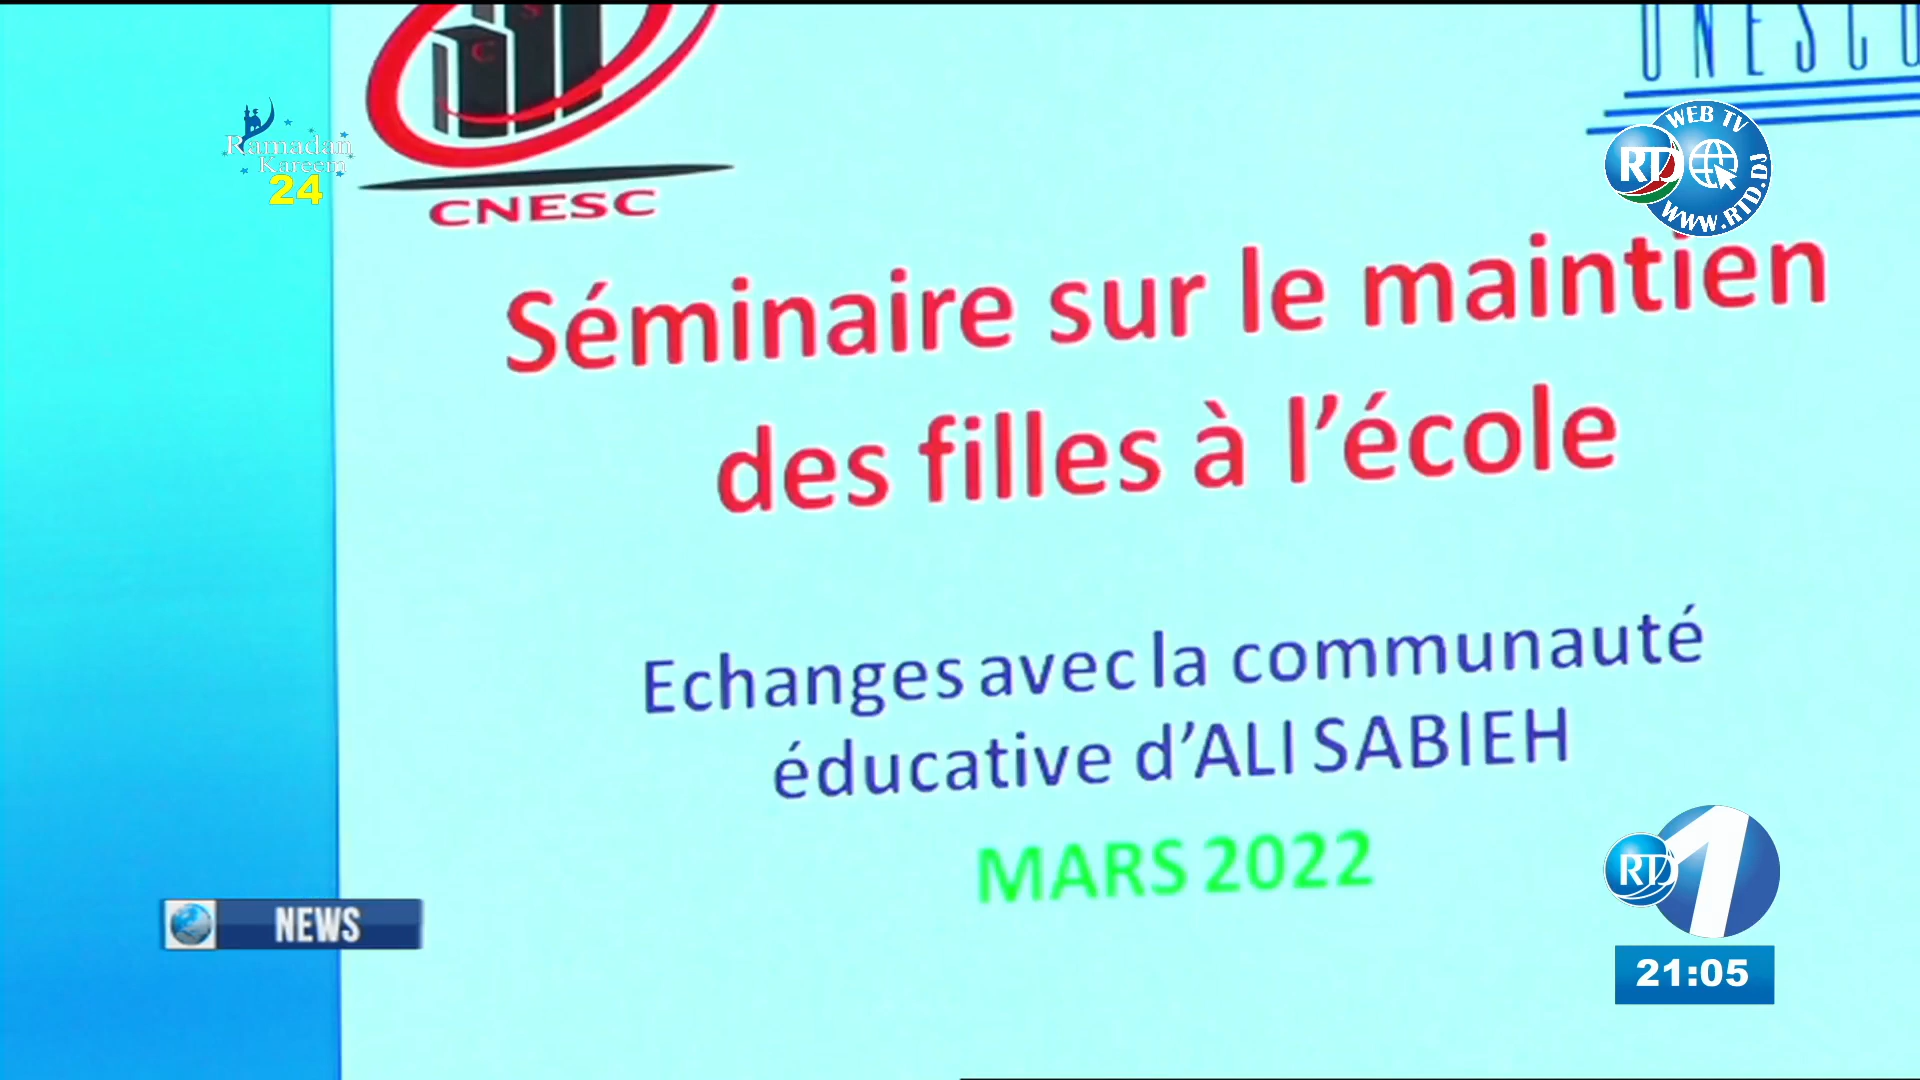 UNESCO
S
C
WEB TV
RTD
WWW.RTD.DJ
Ramadan
Kareem
24
CNESC
Séminaire sur le maintien
des filles à l'école
Echanges avec la communauté
éducative d'ALI SABIEH
MARS 2022
RTD
1
NEWS
21:05